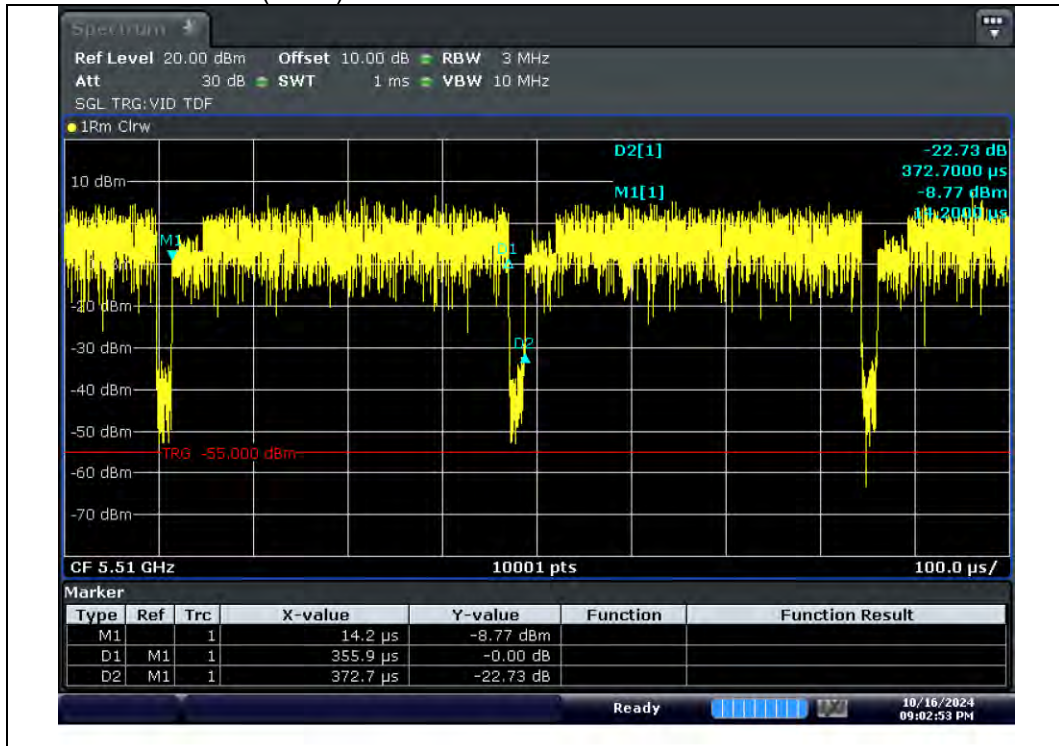 Spectrum
Ref Level 20.00 dBm Offset 10.00 dB RBW 3 MHz
Att 30 dB SWT 1 ms VBW 10 MHz
SGL TRG:VID TDF
1Rm Clrw
D2[1] -22.73 dB
372.7000 µs
10 dBm
M1[1] -8.77 dBm
14.2000 µs
M1
D1
-20 dBm
-30 dBm
D2
-40 dBm
-50 dBm
TRG -55.000 dBm
-60 dBm
-70 dBm
CF 5.51 GHz 10001 pts 100.0 µs/
Marker
Type Ref Trc X-value Y-value Function Function Result
M1 1 14.2 µs -8.77 dBm
D1 M1 1 355.9 µs -0.00 dB
D2 M1 1 372.7 µs -22.73 dB
Ready 10/16/2024
09:02:53 PM